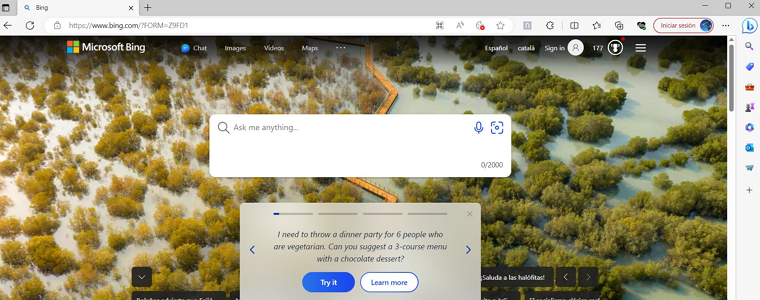 Bing
https://www.bing.com/?FORM=Z9FD1
Iniciar sesión
Microsoft Bing
Chat
Images
Videos
Maps
Español
català
Sign in
177
Ask me anything...
0/2000
I need to throw a dinner party for 6 people who
are vegetarian. Can you suggest a 3-course menu
with a chocolate dessert?
Try it
Learn more
¡Saluda a las halófitas!